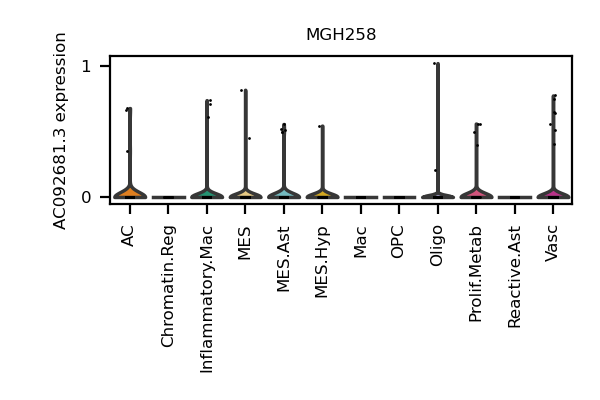 MGH258
AC092681.3 expression
1
0
AC
Chromatin.Reg
Inflammatory.Mac
MES
MES.Ast
MES.Hyp
Mac
OPC
Oligo
Prolif.Metab
Reactive.Ast
Vasc